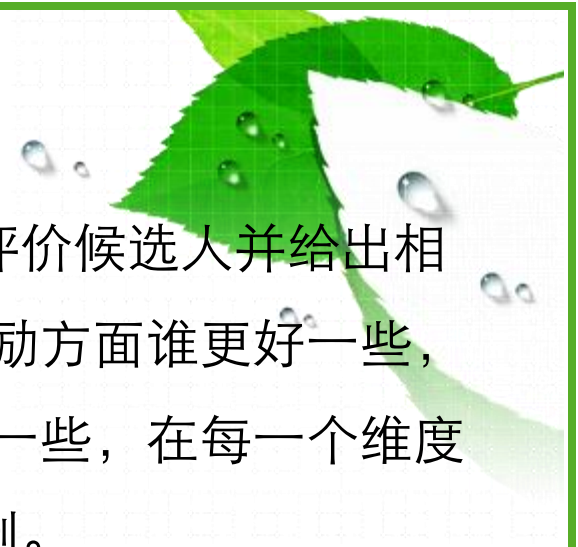 评价候选人并给出相
励方面谁更好一些，
一些，在每一个维度
。